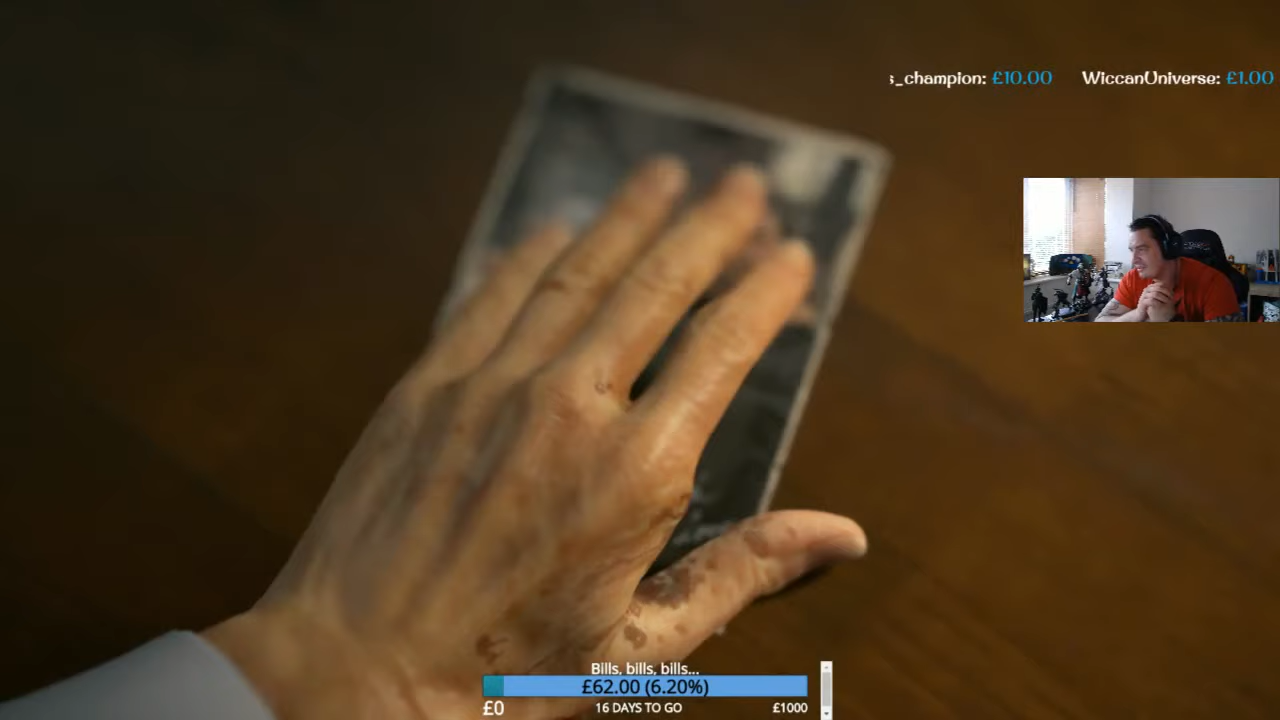 s_champion: £10.00 WiccanUniverse: £1.00
Bills, bills, bills...
£62.00 (6.20%)
£0 16 DAYS TO GO £1000